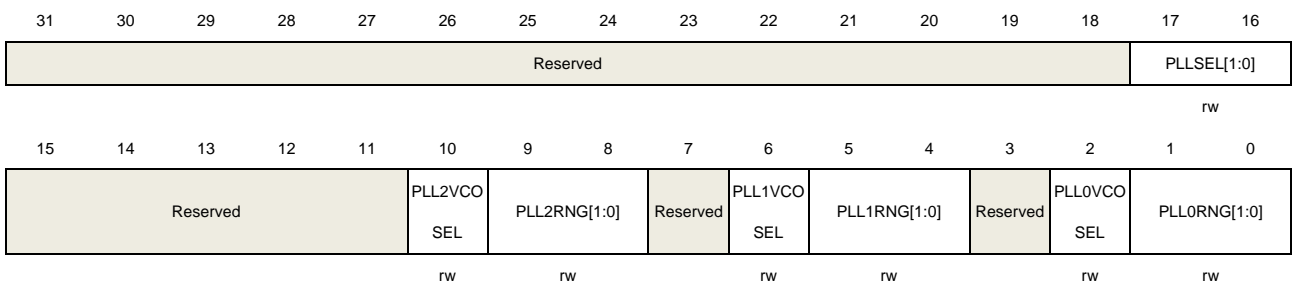 31 30 29 28 27 26 25 24 23 22 21 20 19 18 17 16
Reserved PLLSEL[1:0]
rw
15 14 13 12 11 10 9 8 7 6 5 4 3 2 1 0
Reserved PLL2VCO SEL PLL2RNG[1:0] Reserved PLL1VCO SEL PLL1RNG[1:0] Reserved PLL0VCO SEL PLL0RNG[1:0]
rw rw rw rw rw rw